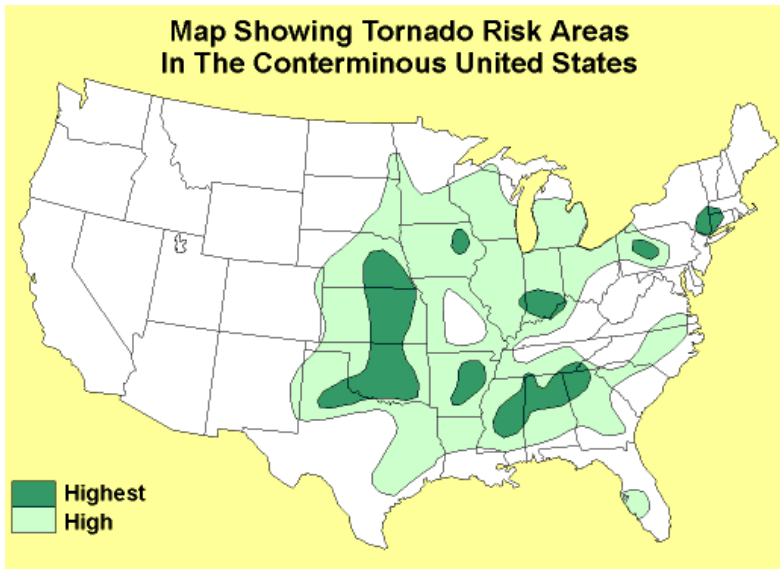 Map Showing Tornado Risk Areas
In The Conterminous United States
Highest
High